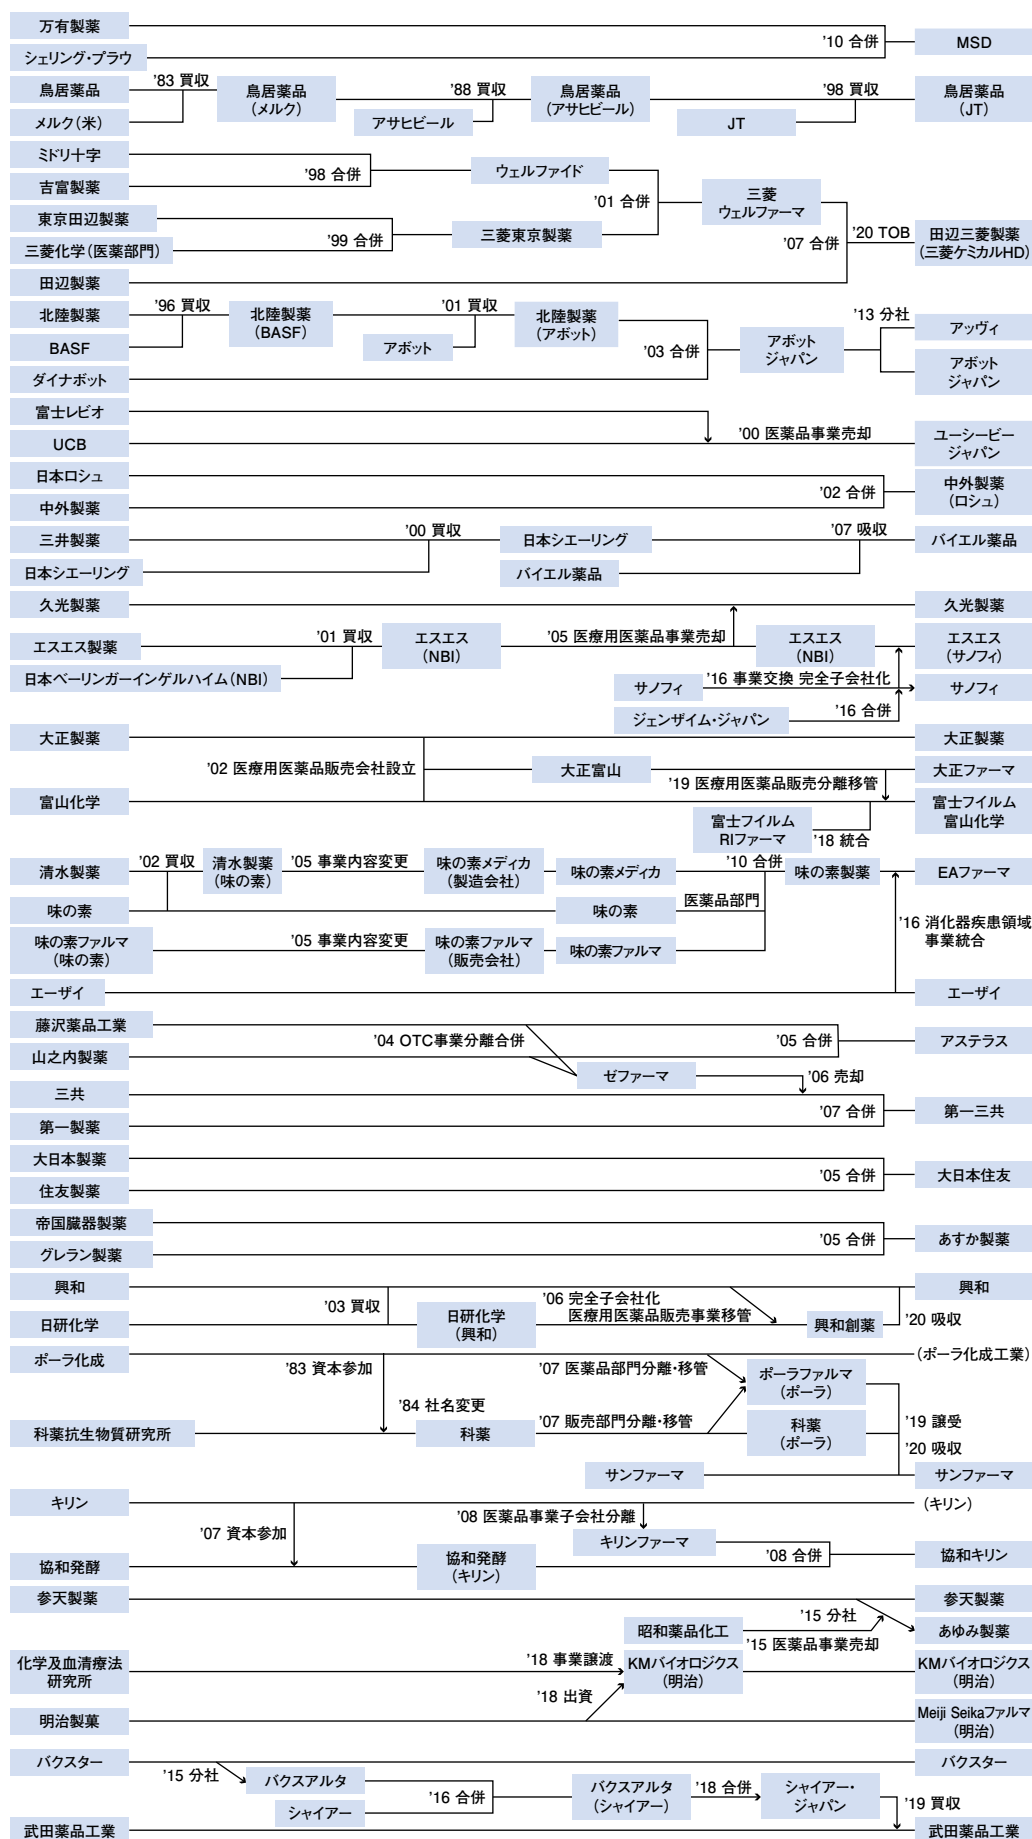 万有製薬
シェリング・プラウ
'10 合併
MSD
鳥居薬品
メルク（米）
'83 買収
鳥居薬品
（メルク）
アサヒビール
'88 買収
鳥居薬品
（アサヒビール）
JT
'98 買収
鳥居薬品
（JT）
ミドリ十字
吉富製薬
'98 合併
ウェルファイド
東京田辺製薬
三菱化学（医薬部門）
'99 合併
三菱東京製薬
'01 合併
三菱
ウェルファーマ
田辺製薬
'07 合併
'20 TOB
田辺三菱製薬
（三菱ケミカルHD）
北陸製薬
BASF
'96 買収
北陸製薬
（BASF）
アボット
'01 買収
北陸製薬
（アボット）
ダイナボット
'03 合併
アボット
ジャパン
'13 分社
アッヴィ
アボット
ジャパン
富士レビオ
UCB
'00 医薬品事業売却
ユーシービー
ジャパン
日本ロシュ
中外製薬
'02 合併
中外製薬
（ロシュ）
三井製薬
日本シエーリング
'00 買収
日本シエーリング
バイエル薬品
'07 吸収
バイエル薬品
久光製薬
久光製薬
エスエス製薬
日本ベーリンガーインゲルハイム（NBI）
'01 買収
エスエス
（NBI）
'05 医療用医薬品事業売却
エスエス
（NBI）
エスエス
（サノフィ）
サノフィ
'16 事業交換 完全子会社化
サノフィ
ジェンザイム・ジャパン
'16 合併
大正製薬
大正製薬
'02 医療用医薬品販売会社設立
大正富山
大正ファーマ
'19 医療用医薬品販売分離移管
富山化学
富士フイルム
富山化学
富士フイルム
RIファーマ
'18 統合
清水製薬
'02 買収
清水製薬
（味の素）
'05 事業内容変更
味の素メディカ
（製造会社）
味の素メディカ
'10 合併
味の素製薬
EAファーマ
味の素
味の素
医薬品部門
味の素ファルマ
（味の素）
'05 事業内容変更
味の素ファルマ
（販売会社）
味の素ファルマ
'16 消化器疾患領域
事業統合
エーザイ
エーザイ
藤沢薬品工業
山之内製薬
'04 OTC事業分離合併
'05 合併
アステラス
ゼファーマ
'06 売却
三共
第一製薬
'07 合併
第一三共
大日本製薬
住友製薬
'05 合併
大日本住友
帝国臓器製薬
グレラン製薬
'05 合併
あすか製薬
興和
興和
日研化学
'03 買収
日研化学
（興和）
'06 完全子会社化
医療用医薬品販売事業移管
興和創薬
'20 吸収
ポーラ化成
（ポーラ化成工業）
'83 資本参加
'07 医薬品部門分離・移管
ポーラファルマ
（ポーラ）
科薬抗生物質研究所
'84 社名変更
科薬
'07 販売部門分離・移管
科薬
（ポーラ）
'19 譲受
'20 吸収
サンファーマ
サンファーマ
キリン
（キリン）
'07 資本参加
'08 医薬品事業子会社分離
キリンファーマ
協和発酵
協和発酵
（キリン）
'08 合併
協和キリン
参天製薬
参天製薬
昭和薬品化工
'15 分社
'15 医薬品事業売却
あゆみ製薬
化学及血清療法
研究所
'18 事業譲渡
KMバイオロジクス
（明治）
KMバイオロジクス
（明治）
'18 出資
明治製菓
Meiji Seikaファルマ
（明治）
バクスター
バクスター
'15 分社
バクスアルタ
シャイアー
'16 合併
バクスアルタ
（シャイアー）
'18 合併
シャイアー・
ジャパン
'19 買収
武田薬品工業
武田薬品工業